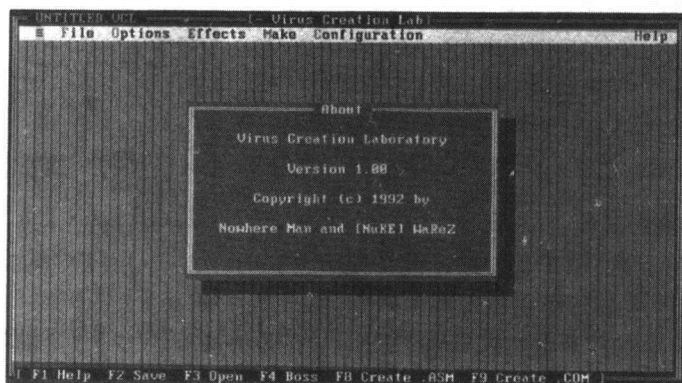 UNTITLED.VCL [- Virus Creation Lab]
≡ File Options Effects Make Configuration Help
About
Virus Creation Laboratory
Version 1.00
Copyright (c) 1992 by
Nowhere Man and [NuKE] WaReZ
F1 Help F2 Save F3 Open F4 Boss F8 Create .ASM F9 Create .COM